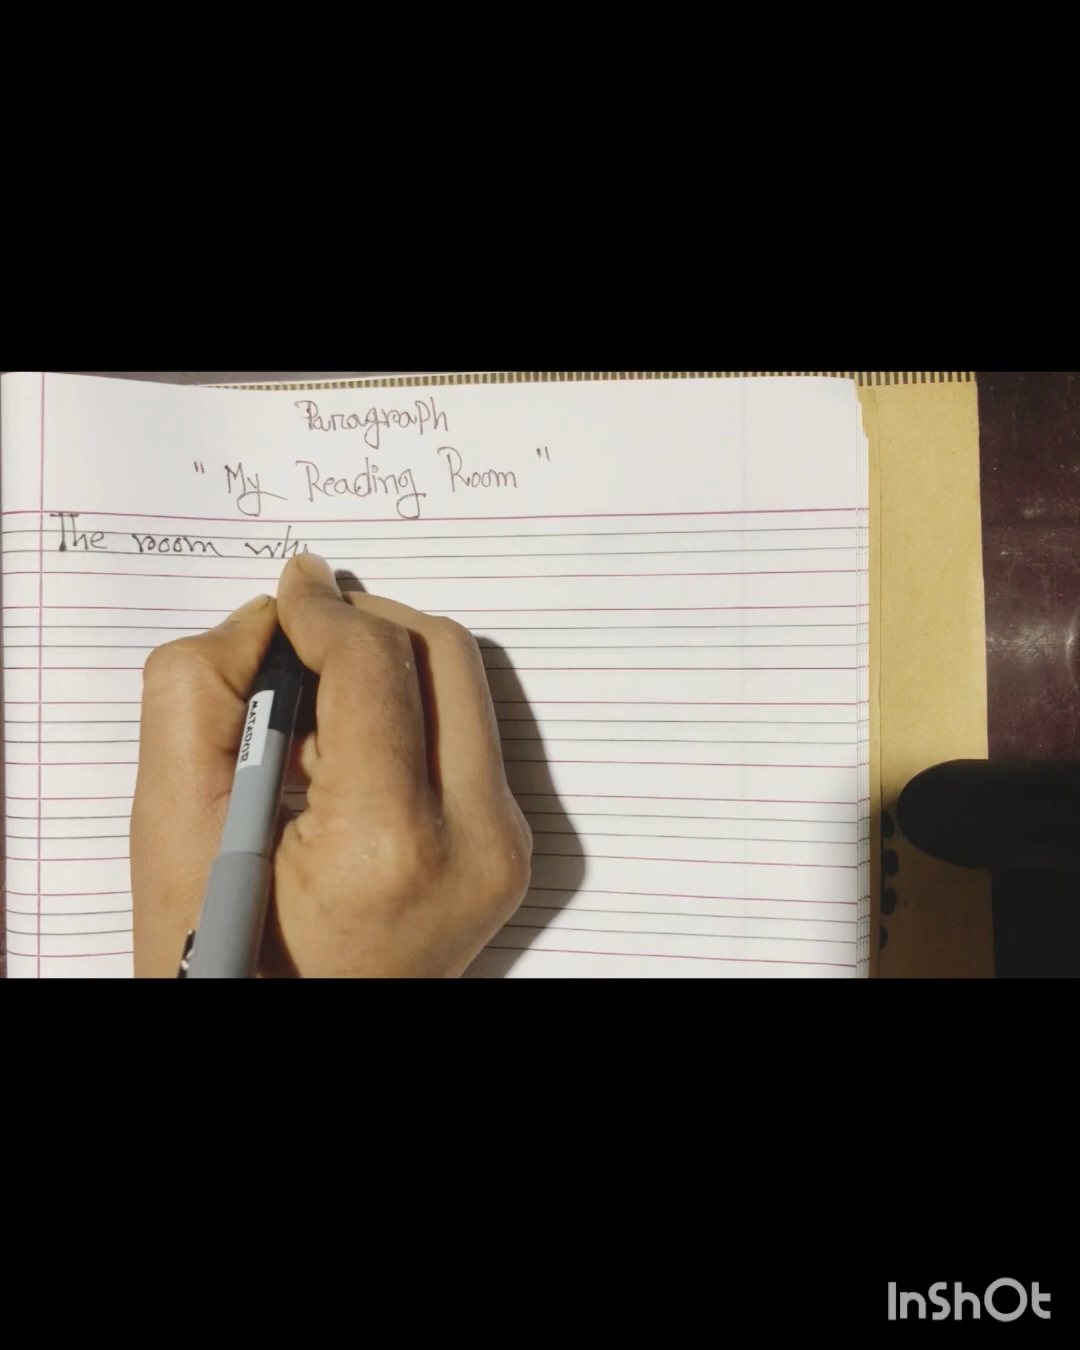 Paragraph
"My Reading Room"
The room wh
MATADOR
InShOt